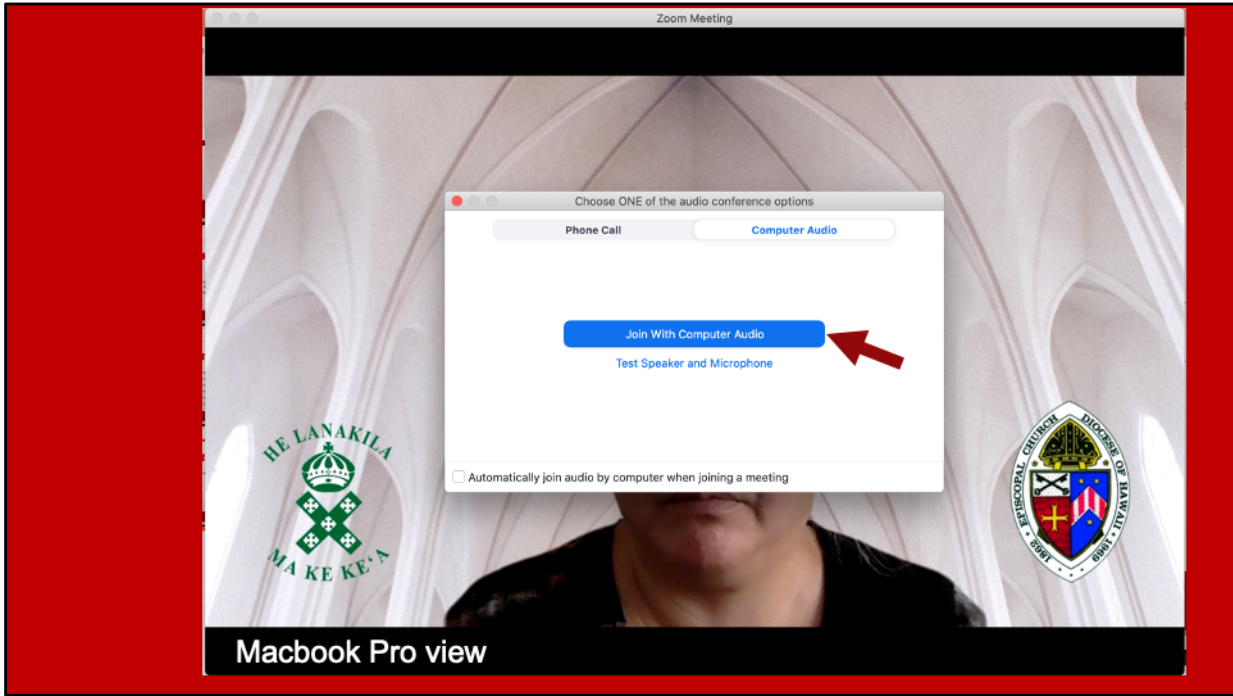 Zoom Meeting
Choose ONE of the audio conference options
Phone Call Computer Audio
Join With Computer Audio
Test Speaker and Microphone
Automatically join audio by computer when joining a meeting
HE LANAKILA
MA KE KEʻA
EPISCOPAL CHURCH DIOCESE OF HAWAII
1862 1969
Macbook Pro view